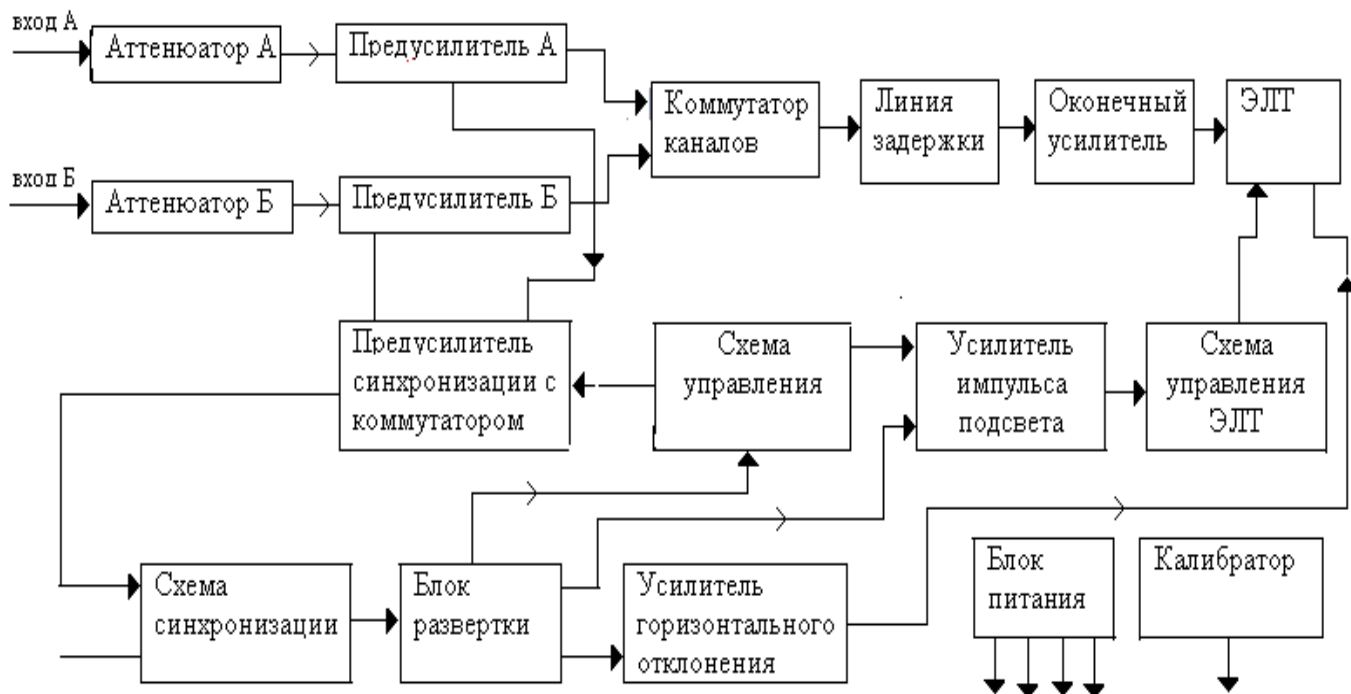 вход А
Аттенюатор А
Предусилитель А
Коммутатор
каналов
Линия
задержки
Оконечный
усилитель
ЭЛТ
вход Б
Аттенюатор Б
Предусилитель Б
Предусилитель
синхронизации с
коммутатором
Схема
управления
Усилитель
импульса
подсвета
Схема
управления
ЭЛТ
Схема
синхронизации
Блок
развертки
Усилитель
горизонтального
отклонения
Блок
питания
Калибратор